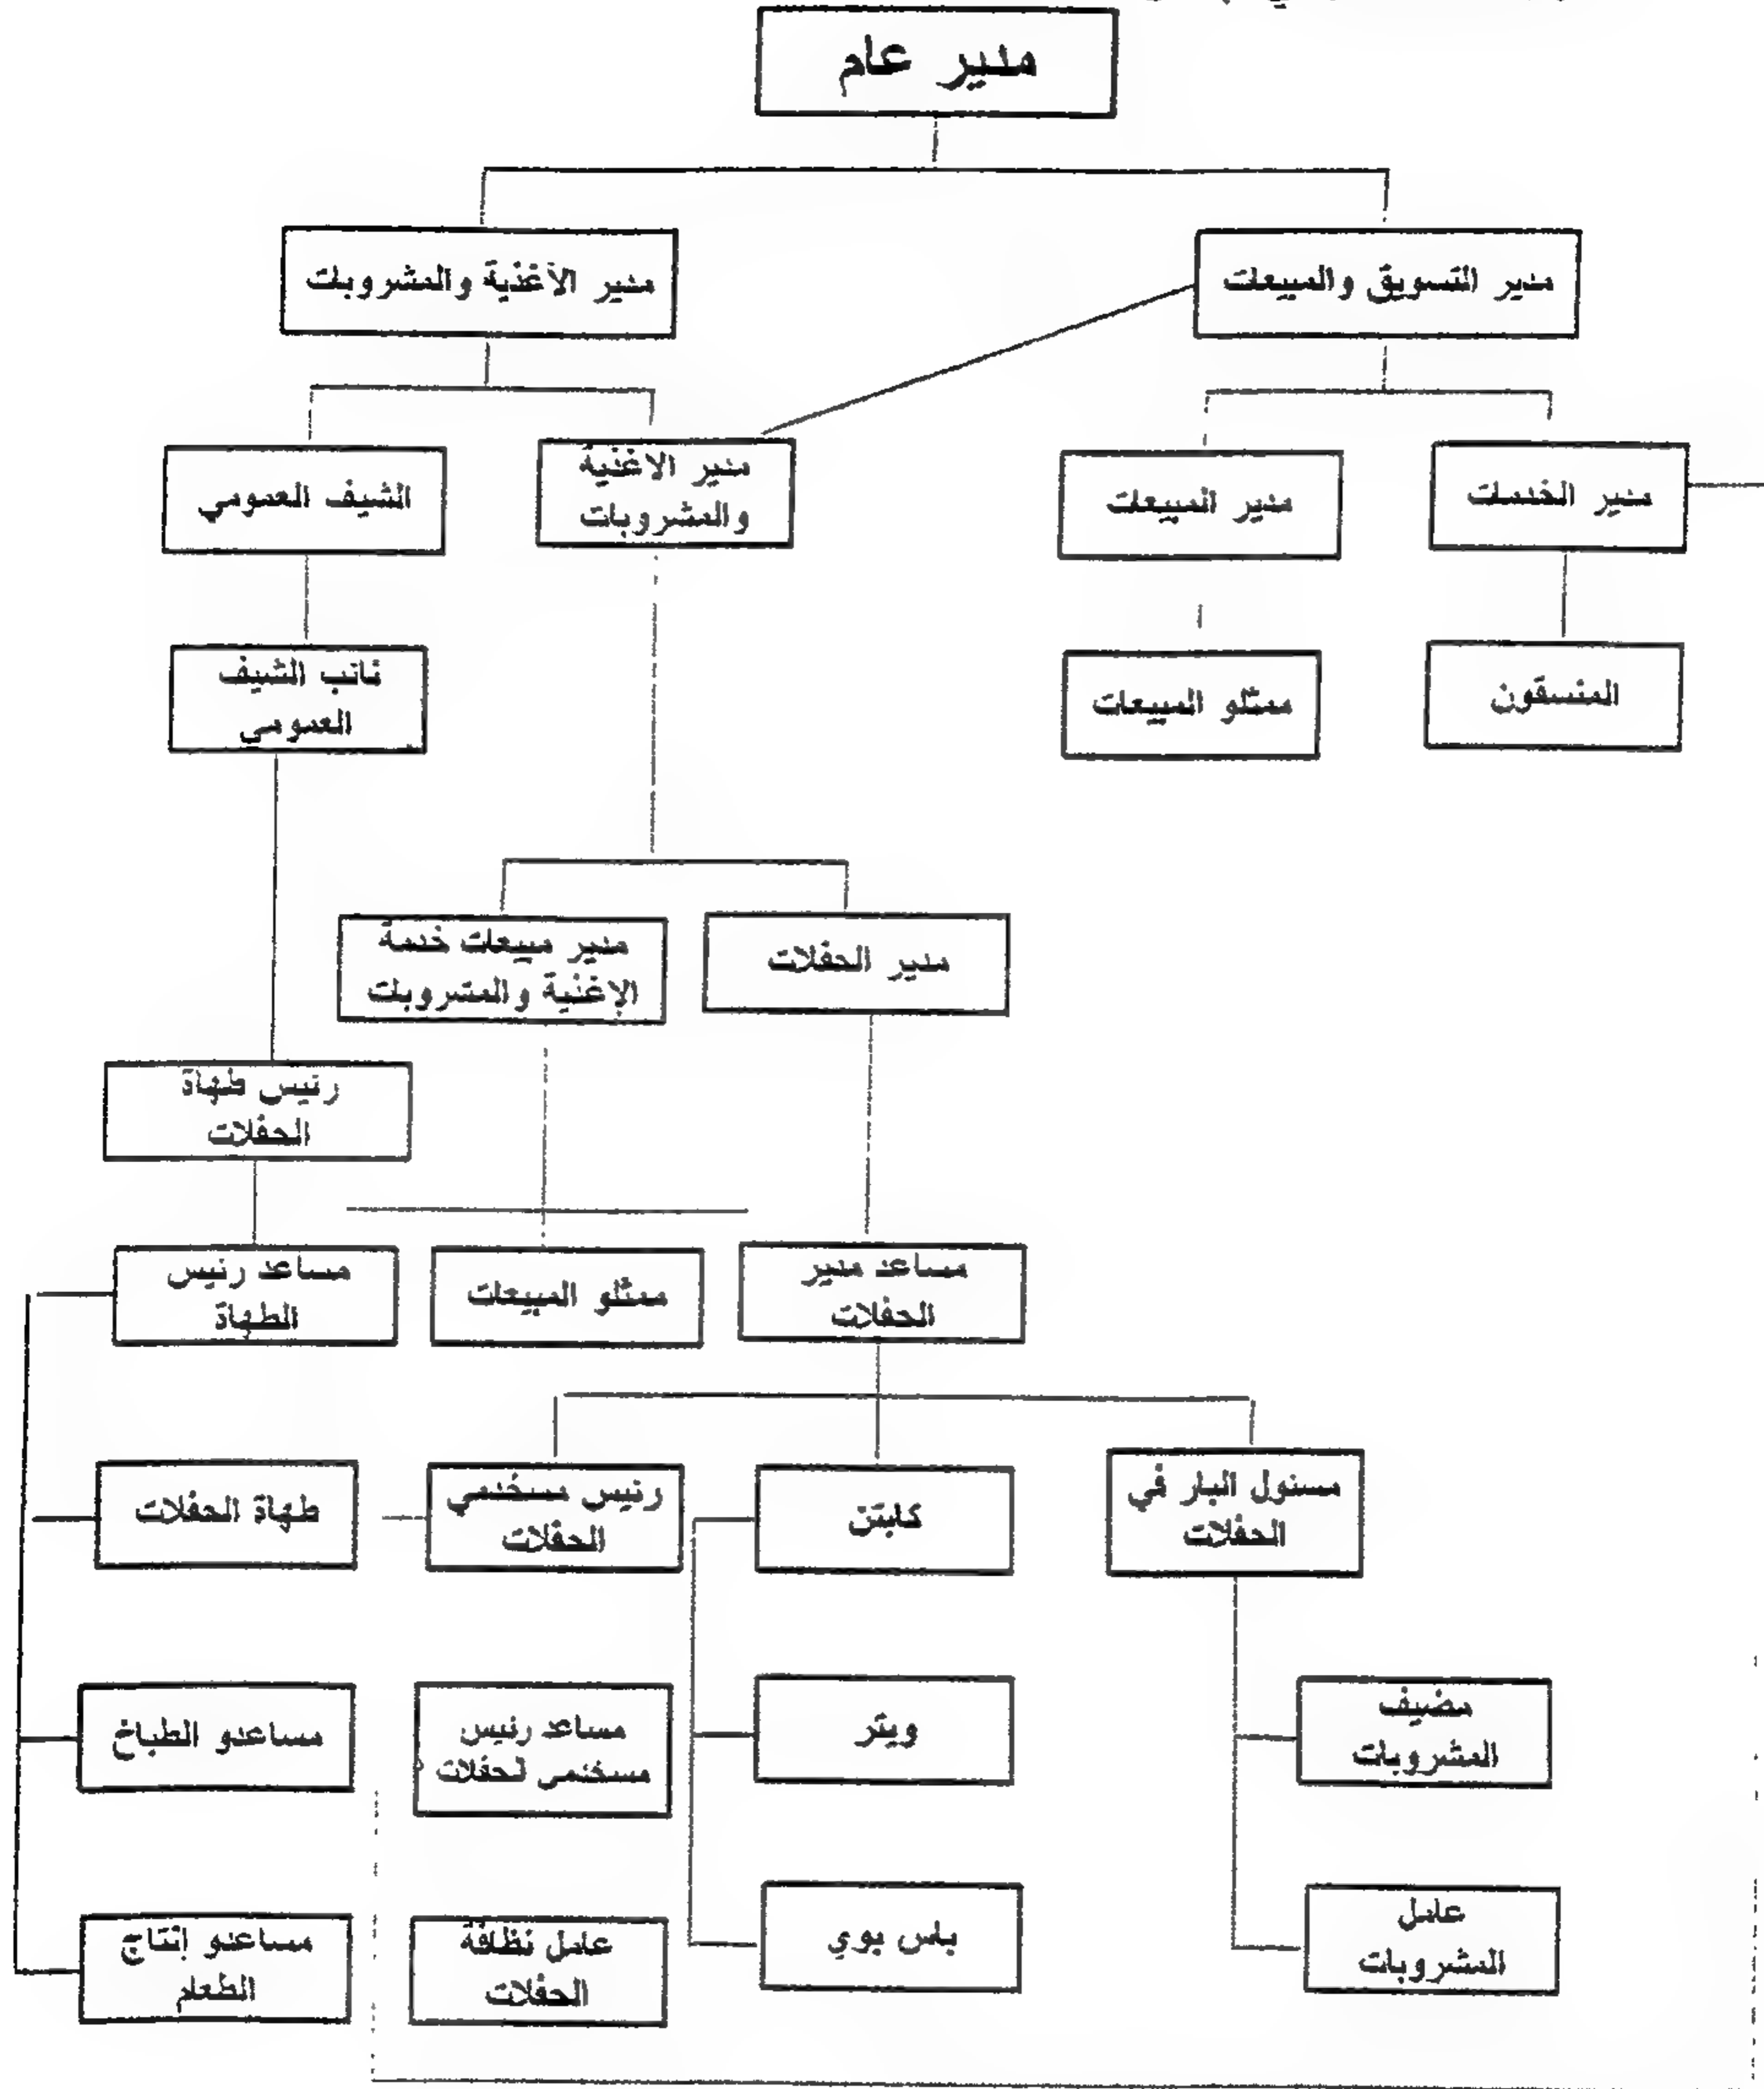 مدير عام
مدير التسويق والمبيعات
مدير الأغذية والمشروبات
مدير الخدمات
مدير المبيعات
مدير الاغذية
والمشروبات
الشيف العمومي
المنسقون
ممثلو المبيعات
نائب الشيف
العمومي
مدير الحفلات
مدير مبيعات خدمة
الإغذية والمشروبات
رئيس طهاة
الحفلات
مساعد مدير
الحفلات
ممثلو المبيعات
مساعد رئيس
الطهاة
مسئول البار في
الحفلات
كابتن
رئيس مستخدمي
الحفلات
طهاة الحفلات
مضيف
المشروبات
ويتر
مساعد رئيس
مستخدمي لحفلات
مساعدو الطباخ
عامل
المشروبات
باس بوي
عامل نظافة
الحفلات
مساعدو إنتاج
الطعام